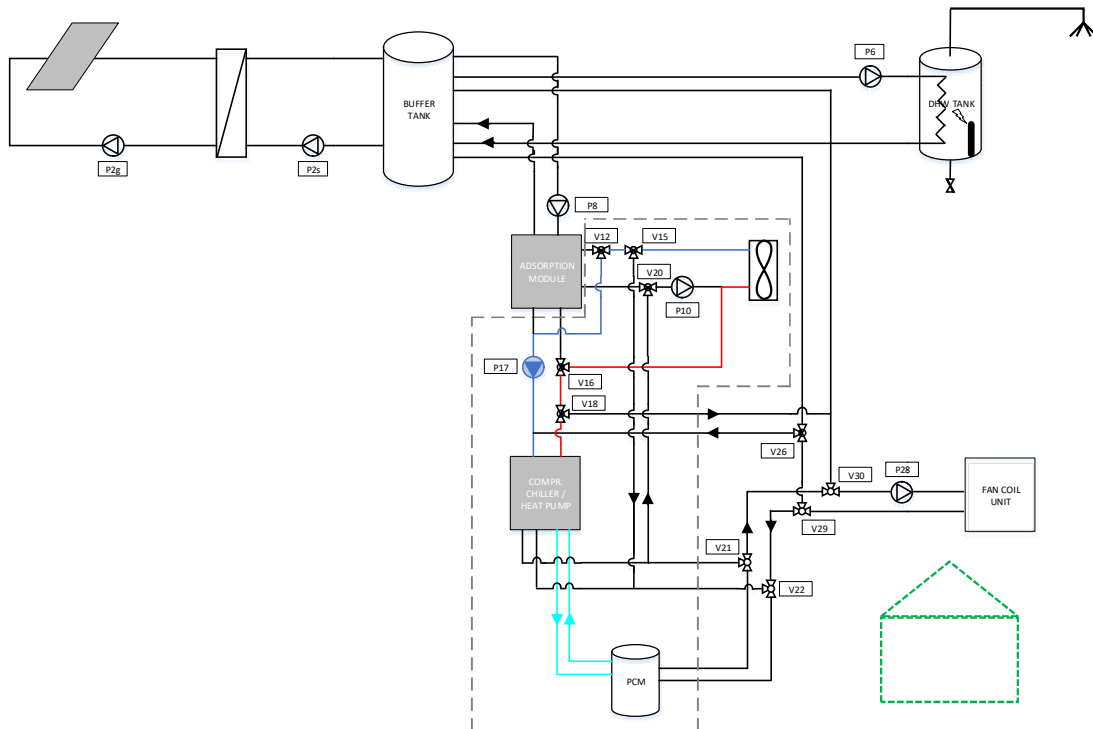 P6
BUFFER
TANK
DHW TANK
P2g
P2s
P8
V12
V15
ADSORPTION
MODULE
V20
P10
P17
V16
V18
V26
COMPR.
CHILLER /
HEAT PUMP
V30
P28
FAN COIL
UNIT
V29
V21
V22
PCM